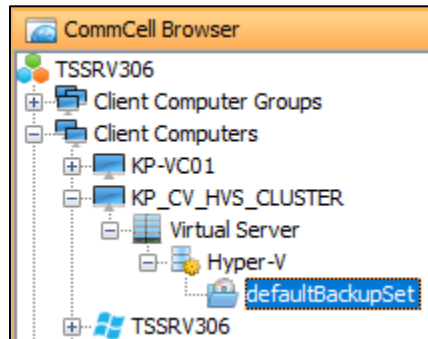 CommCell Browser
TSSRV306
Client Computer Groups
Client Computers
KP-VC01
KP_CV_HVS_CLUSTER
Virtual Server
Hyper-V
defaultBackupSet
TSSRV306